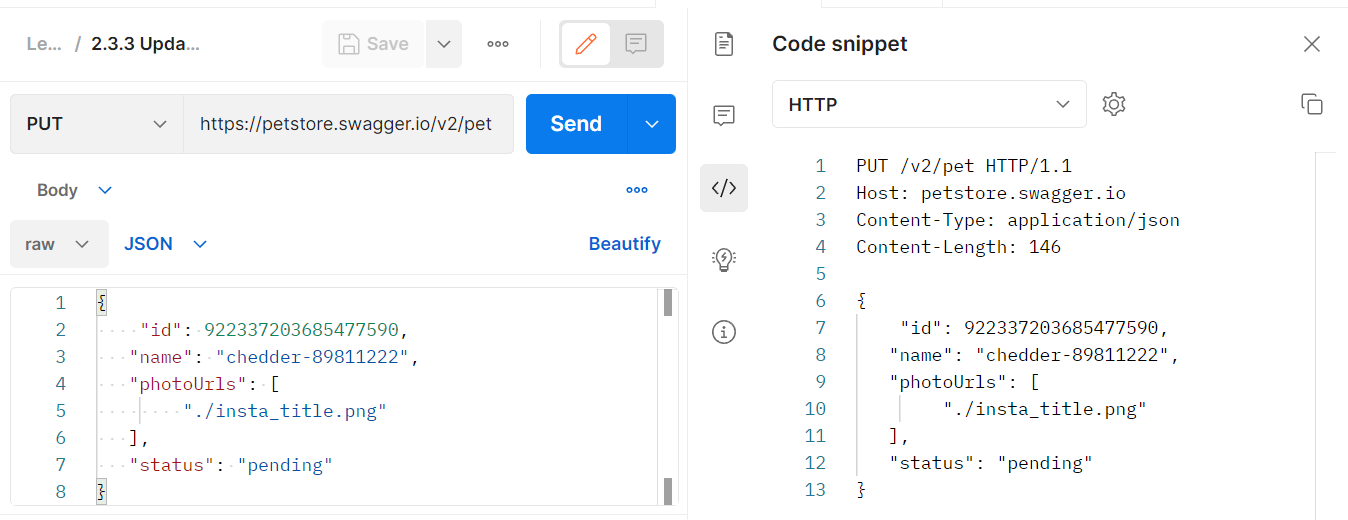 Le... / 2.3.3 Upda...
Save
PUT https://petstore.swagger.io/v2/pet
Send
Body
raw JSON Beautify
1 {
2 "id": 922337203685477590,
3 "name": "chedder-89811222",
4 "photoUrls": [
5 "./insta_title.png"
6 ],
7 "status": "pending"
8 }
Code snippet
HTTP
1 PUT /v2/pet HTTP/1.1
2 Host: petstore.swagger.io
3 Content-Type: application/json
4 Content-Length: 146
5
6 {
7 "id": 922337203685477590,
8 "name": "chedder-89811222",
9 "photoUrls": [
10 "./insta_title.png"
11 ],
12 "status": "pending"
13 }